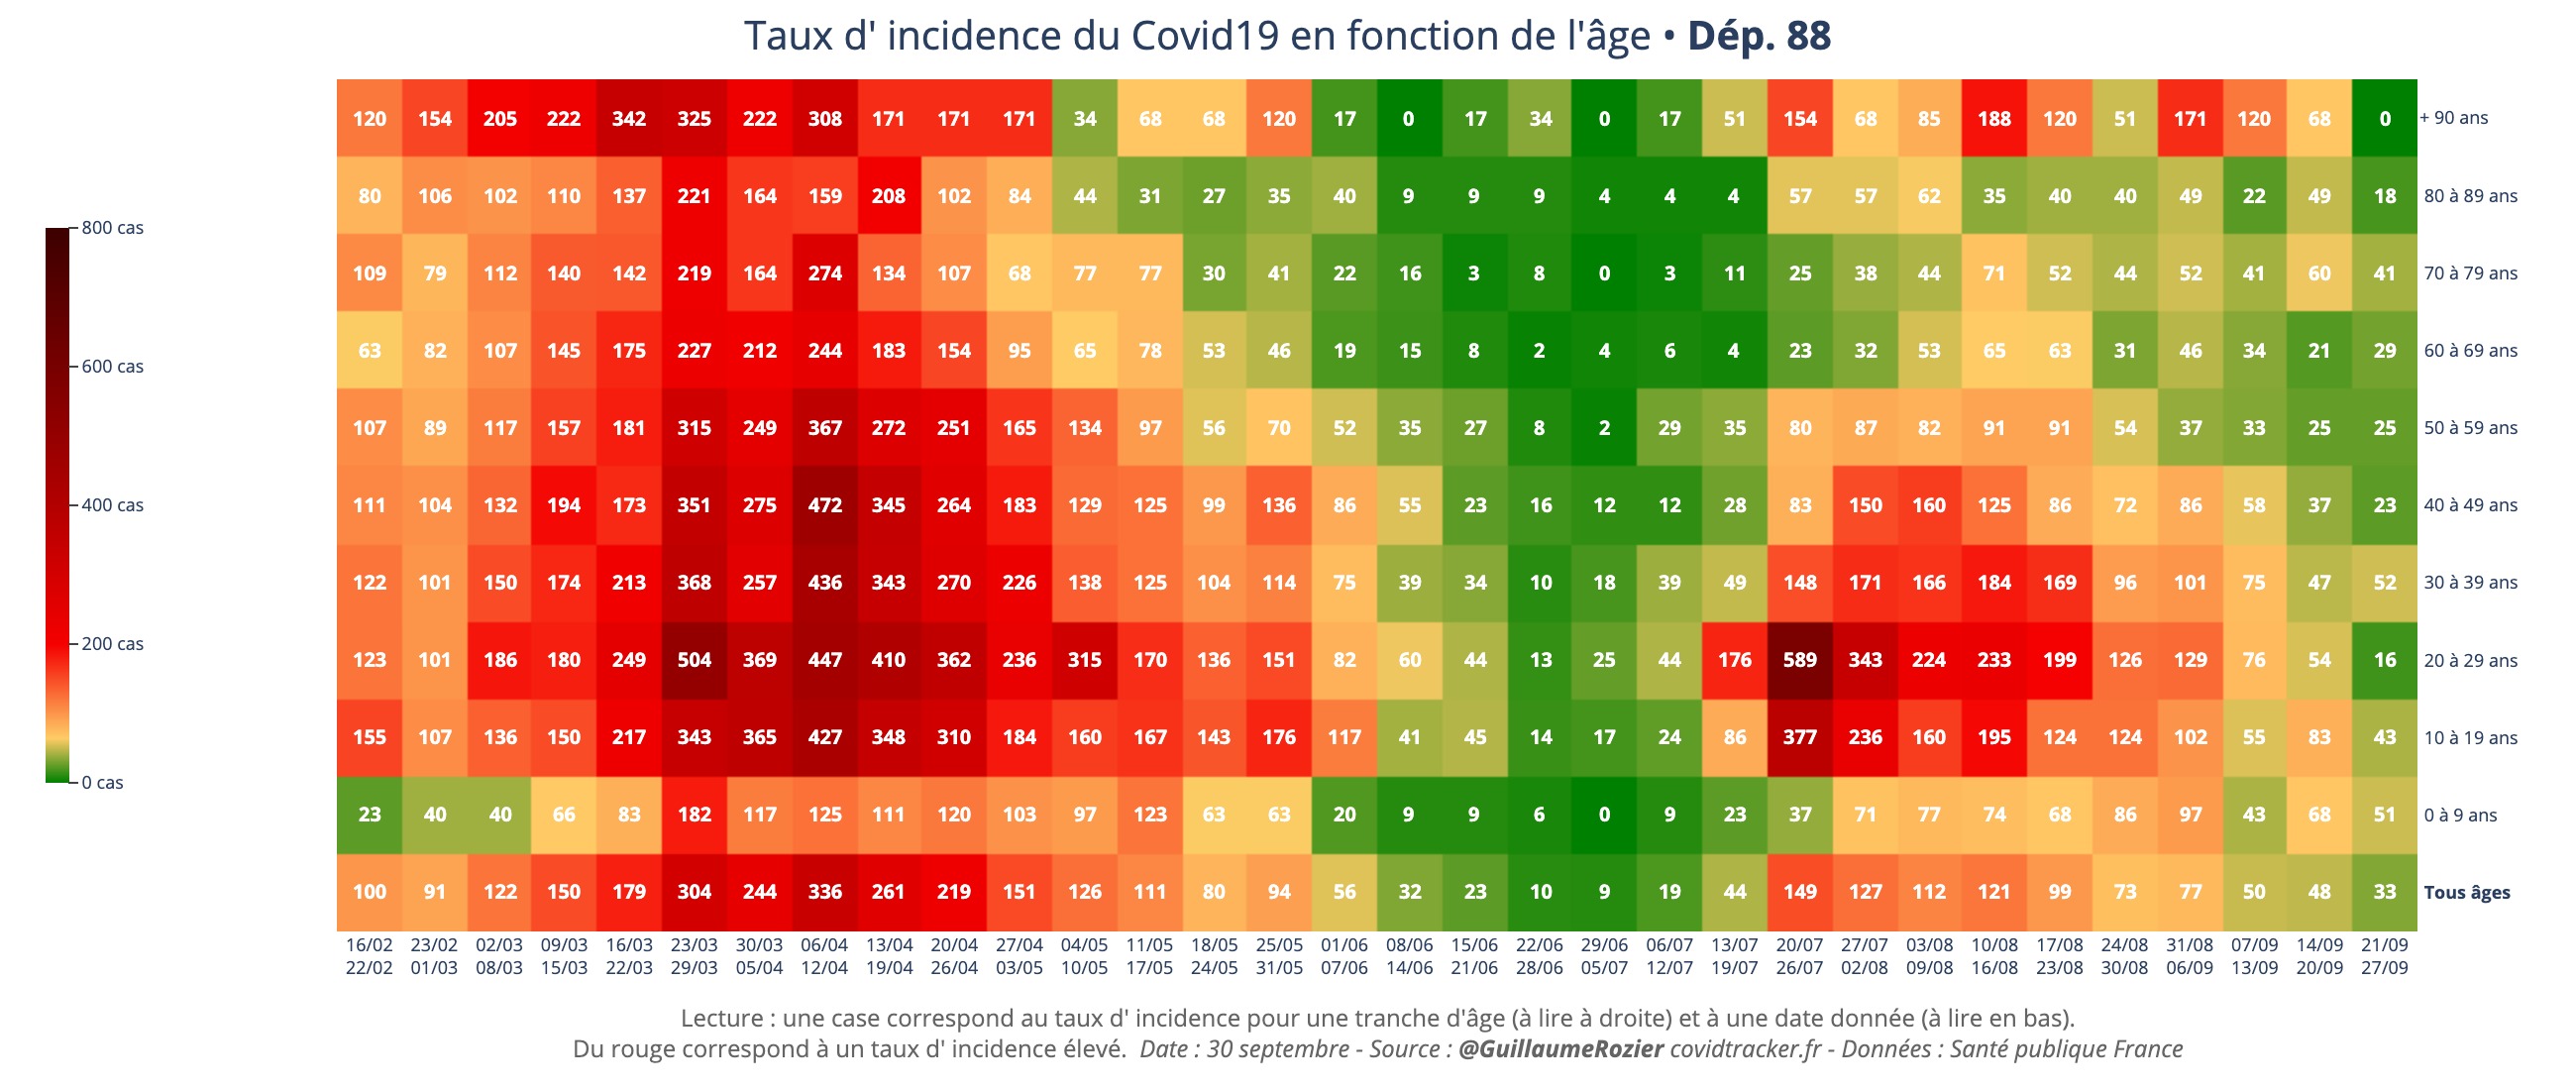 Taux d' incidence du Covid19 en fonction de l'âge • Dép. 88
800 cas
600 cas
400 cas
200 cas
0 cas
120 154 205 222 342 325 222 308 171 171 171 34 68 68 120 17 0 17 34 0 17 51 154 68 85 188 120 51 171 120 68 0 + 90 ans
80 106 102 110 137 221 164 159 208 102 84 44 31 27 35 40 9 9 9 4 4 4 57 57 62 35 40 40 49 22 49 18 80 à 89 ans
109 79 112 140 142 219 164 274 134 107 68 77 77 30 41 22 16 3 8 0 3 11 25 38 44 71 52 44 52 41 60 41 70 à 79 ans
63 82 107 145 175 227 212 244 183 154 95 65 78 53 46 19 15 8 2 4 6 4 23 32 53 65 63 31 46 34 21 29 60 à 69 ans
107 89 117 157 181 315 249 367 272 251 165 134 97 56 70 52 35 27 8 2 29 35 80 87 82 91 91 54 37 33 25 25 50 à 59 ans
111 104 132 194 173 351 275 472 345 264 183 129 125 99 136 86 55 23 16 12 12 28 83 150 160 125 86 72 86 58 37 23 40 à 49 ans
122 101 150 174 213 368 257 436 343 270 226 138 125 104 114 75 39 34 10 18 39 49 148 171 166 184 169 96 101 75 47 52 30 à 39 ans
123 101 186 180 249 504 369 447 410 362 236 315 170 136 151 82 60 44 13 25 44 176 589 343 224 233 199 126 129 76 54 16 20 à 29 ans
155 107 136 150 217 343 365 427 348 310 184 160 167 143 176 117 41 45 14 17 24 86 377 236 160 195 124 124 102 55 83 43 10 à 19 ans
23 40 40 66 83 182 117 125 111 120 103 97 123 63 63 20 9 9 6 0 9 23 37 71 77 74 68 86 97 43 68 51 0 à 9 ans
100 91 122 150 179 304 244 336 261 219 151 126 111 80 94 56 32 23 10 9 19 44 149 127 112 121 99 73 77 50 48 33 Tous âges
16/02 23/02 02/03 09/03 16/03 23/03 30/03 06/04 13/04 20/04 27/04 04/05 11/05 18/05 25/05 01/06 08/06 15/06 22/06 29/06 06/07 13/07 20/07 27/07 03/08 10/08 17/08 24/08 31/08 07/09 14/09 21/09
22/02 01/03 08/03 15/03 22/03 29/03 05/04 12/04 19/04 26/04 03/05 10/05 17/05 24/05 31/05 07/06 14/06 21/06 28/06 05/07 12/07 19/07 26/07 02/08 09/08 16/08 23/08 30/08 06/09 13/09 20/09 27/09
Lecture : une case correspond au taux d' incidence pour une tranche d'âge (à lire à droite) et à une date donnée (à lire en bas).
Du rouge correspond à un taux d' incidence élevé. Date : 30 septembre - Source : @GuillaumeRozier covidtracker.fr - Données : Santé publique France